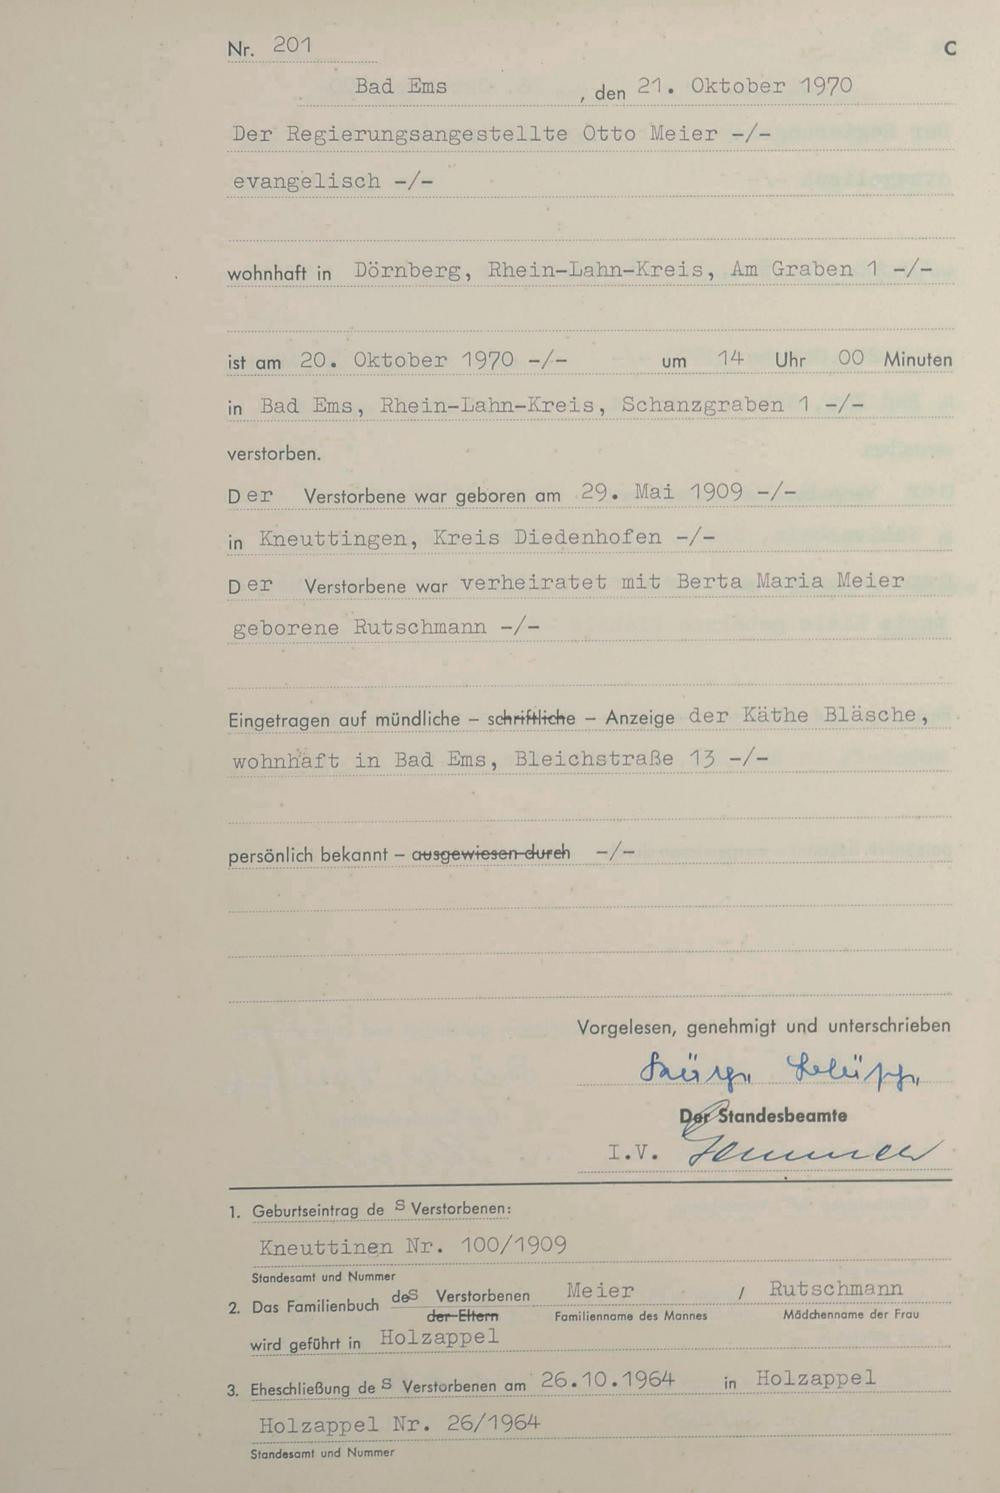 Nr. 201 C
Bad Ems , den 21. Oktober 1970
Der Regierungsangestellte Otto Meier -/-
evangelisch -/-
wohnhaft in Dörnberg, Rhein-Lahn-Kreis, Am Graben 1 -/-
ist am 20. Oktober 1970 -/- um 14 Uhr 00 Minuten
in Bad Ems, Rhein-Lahn-Kreis, Schanzgraben 1 -/-
verstorben.
Der Verstorbene war geboren am 29. Mai 1909 -/-
in Kneuttingen, Kreis Diedenhofen -/-
Der Verstorbene war verheiratet mit Berta Maria Meier
geborene Rutschmann -/-
Eingetragen auf mündliche – schriftliche – Anzeige der Käthe Bläsche,
wohnhaft in Bad Ems, Bleichstraße 13 -/-
persönlich bekannt – ausgewiesen durch -/-
Vorgelesen, genehmigt und unterschrieben
Der Standesbeamte
I.V.
1. Geburtseintrag des Verstorbenen:
Kneuttinen Nr. 100/1909
Standesamt und Nummer
2. Das Familienbuch des Verstorbenen Meier / Rutschmann
der Eltern Familienname des Mannes Mädchenname der Frau
wird geführt in Holzappel
3. Eheschließung des Verstorbenen am 26.10.1964 in Holzappel
Holzappel Nr. 26/1964
Standesamt und Nummer